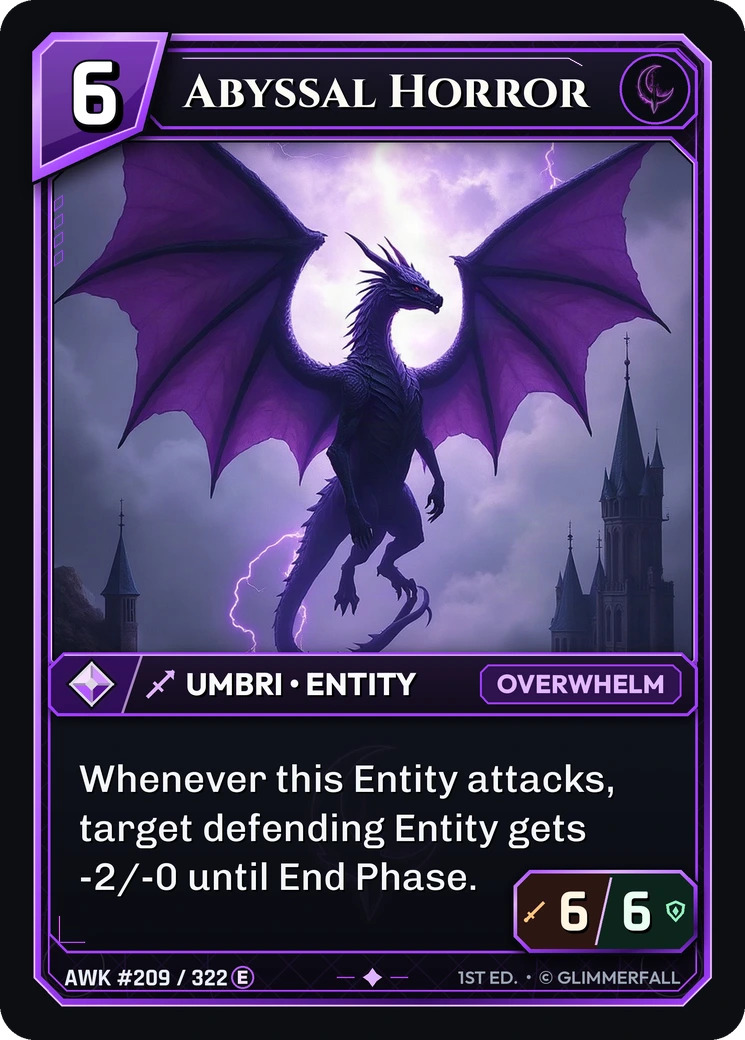 6
ABYSSAL HORROR
UMBRI • ENTITY
OVERWHELM
Whenever this Entity attacks,
target defending Entity gets
-2/-0 until End Phase.
6/6
AWK #209 / 322 E
1ST ED. • © GLIMMERFALL